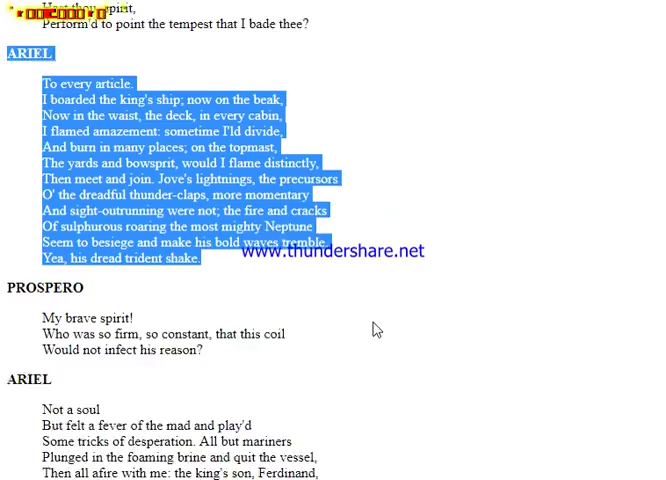 Hast thou, spirit,
Perform'd to point the tempest that I bade thee?
ARIEL
To every article.
I boarded the king's ship; now on the beak,
Now in the waist, the deck, in every cabin,
I flamed amazement: sometime I'ld divide,
And burn in many places; on the topmast,
The yards and bowsprit, would I flame distinctly,
Then meet and join. Jove's lightnings, the precursors
O' the dreadful thunder-claps, more momentary
And sight-outrunning were not; the fire and cracks
Of sulphurous roaring the most mighty Neptune
Seem to besiege and make his bold waves tremble,
Yea, his dread trident shake.
www.thundershare.net
PROSPERO
My brave spirit!
Who was so firm, so constant, that this coil
Would not infect his reason?
ARIEL
Not a soul
But felt a fever of the mad and play'd
Some tricks of desperation. All but mariners
Plunged in the foaming brine and quit the vessel,
Then all afire with me: the king's son, Ferdinand,